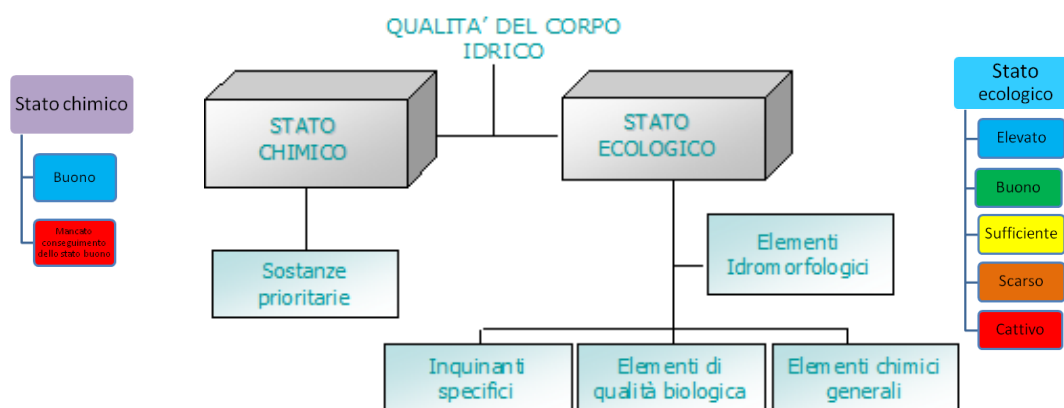 QUALITA’ DEL CORPO
IDRICO
Stato chimico
Buono
Mancato
conseguimento
dello stato buono
STATO
CHIMICO
STATO
ECOLOGICO
Sostanze
prioritarie
Elementi
Idromorfologici
Inquinanti
specifici
Elementi di
qualità biologica
Elementi chimici
generali
Stato
ecologico
Elevato
Buono
Sufficiente
Scarso
Cattivo